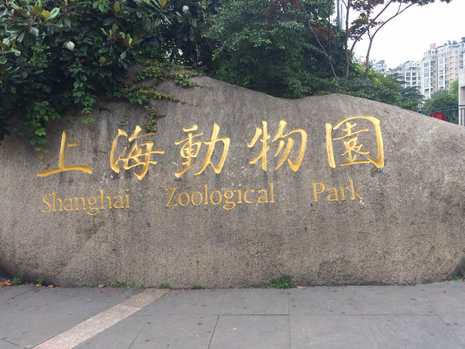 上海動物園
Shanghai Zoological Park